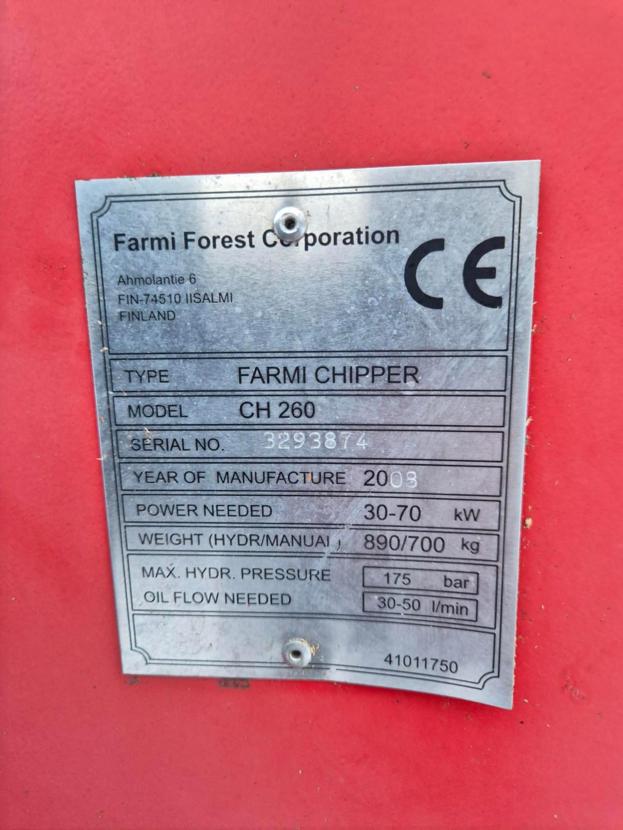 Farmi Forest Corporation
CE
Ahmolantie 6
FIN-74510 IISALMI
FINLAND
TYPE FARMI CHIPPER
MODEL CH 260
SERIAL NO. 3293874
YEAR OF MANUFACTURE 2008
POWER NEEDED 30-70 kW
WEIGHT (HYDR/MANUAL) 890/700 kg
MAX. HYDR. PRESSURE 175 bar
OIL FLOW NEEDED 30-50 l/min
41011750